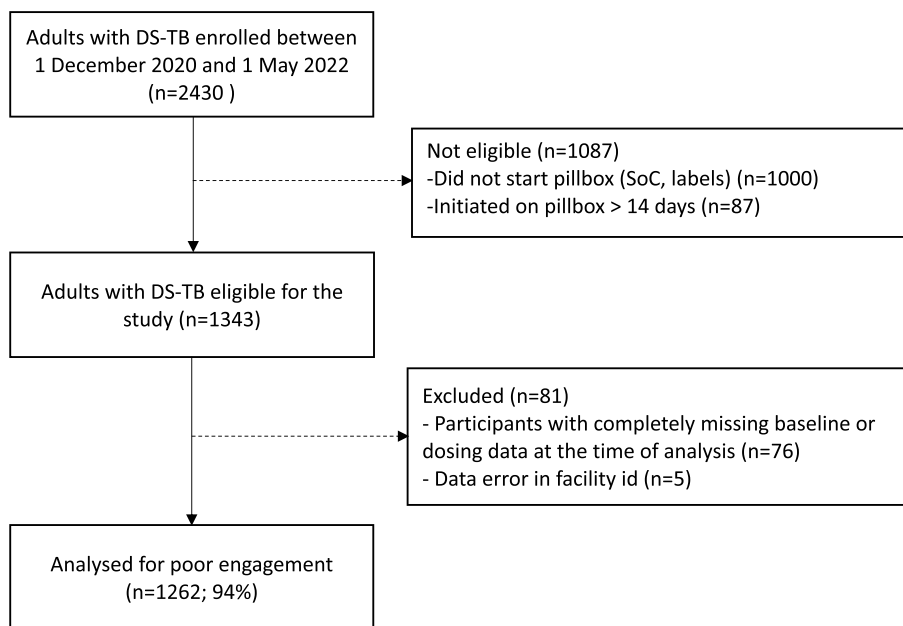 Adults with DS-TB enrolled between
1 December 2020 and 1 May 2022
(n=2430 )
Not eligible (n=1087)
-Did not start pillbox (SoC, labels) (n=1000)
-Initiated on pillbox > 14 days (n=87)
Adults with DS-TB eligible for the
study (n=1343)
Excluded (n=81)
- Participants with completely missing baseline or
dosing data at the time of analysis (n=76)
- Data error in facility id (n=5)
Analysed for poor engagement
(n=1262; 94%)